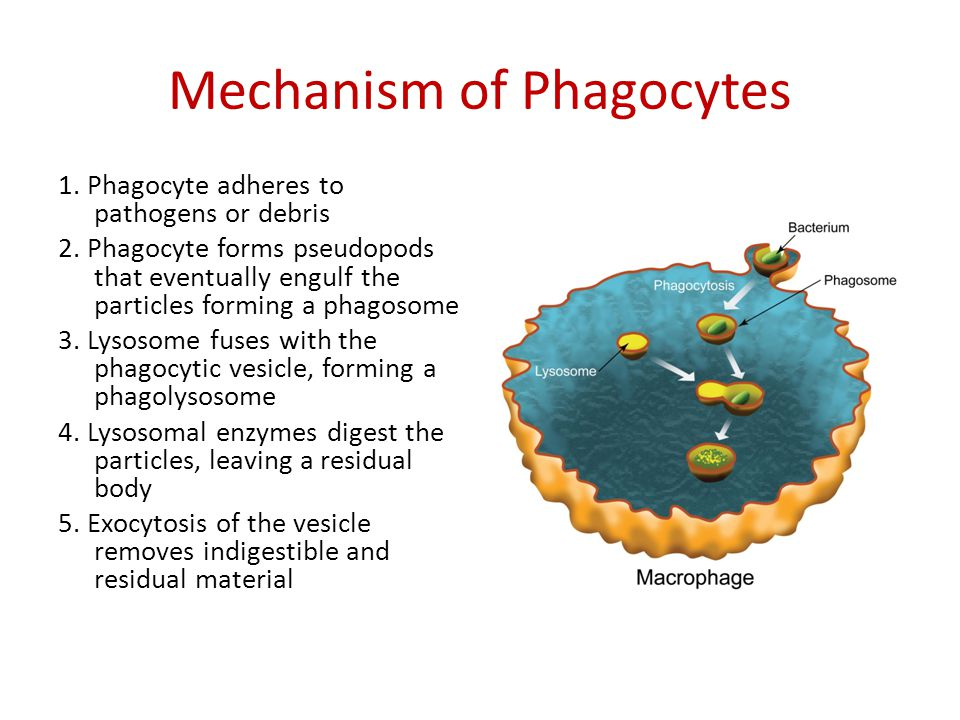 Mechanism of Phagocytes
1. Phagocyte adheres to
pathogens or debris
2. Phagocyte forms pseudopods
that eventually engulf the
particles forming a phagosome
3. Lysosome fuses with the
phagocytic vesicle, forming a
phagolysosome
4. Lysosomal enzymes digest the
particles, leaving a residual
body
5. Exocytosis of the vesicle
removes indigestible and
residual material
Bacterium
Phagocytosis
Phagosome
Lysosome
Macrophage